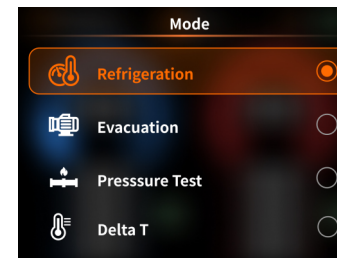 Mode
Refrigeration
Evacuation
Presssure Test
Delta T